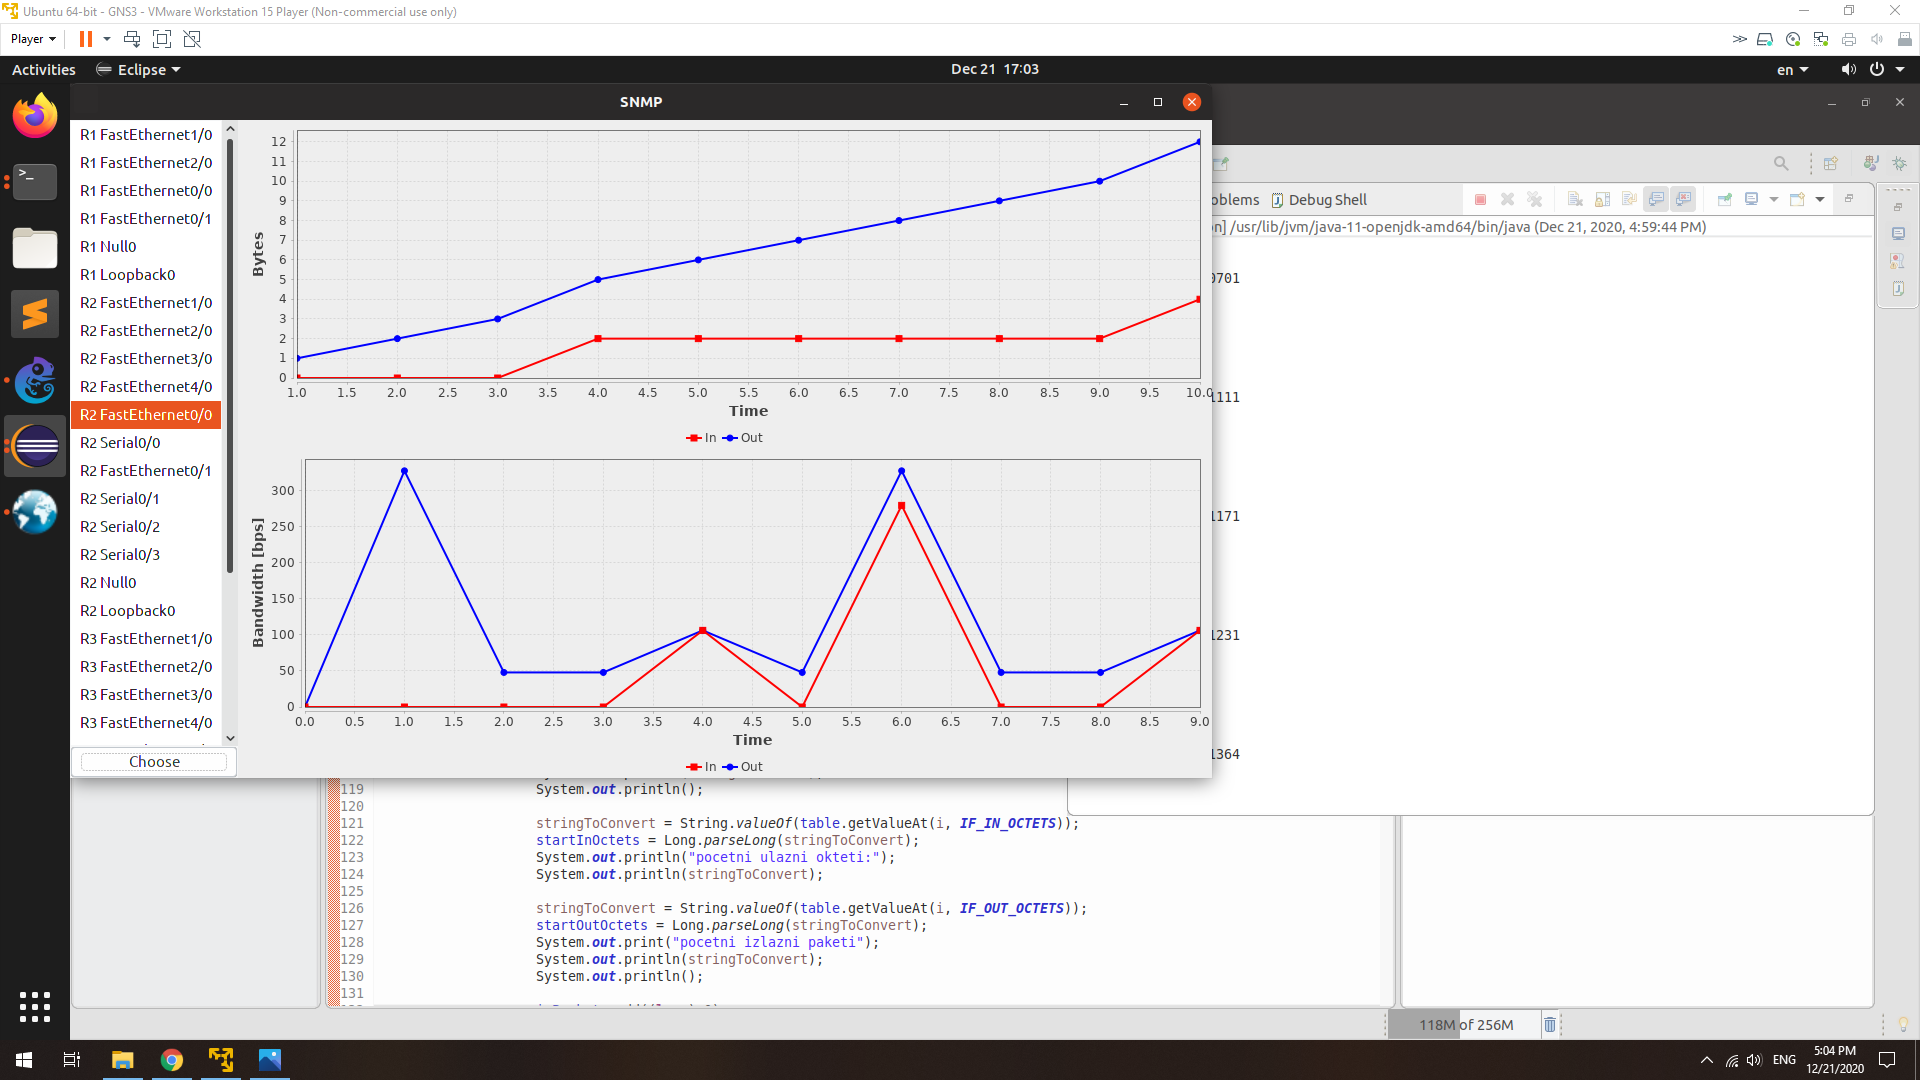 Ubuntu 64-bit - GNS3 - VMware Workstation 15 Player (Non-commercial use only)
Player
Activities
Eclipse
Dec 21 17:03
en
SNMP
R1 FastEthernet1/0
R1 FastEthernet2/0
R1 FastEthernet0/0
R1 FastEthernet0/1
R1 Null0
R1 Loopback0
R2 FastEthernet1/0
R2 FastEthernet2/0
R2 FastEthernet3/0
R2 FastEthernet4/0
R2 FastEthernet0/0
R2 Serial0/0
R2 FastEthernet0/1
R2 Serial0/1
R2 Serial0/2
R2 Serial0/3
R2 Null0
R2 Loopback0
R3 FastEthernet1/0
R3 FastEthernet2/0
R3 FastEthernet3/0
R3 FastEthernet4/0
Choose
Bytes
12
11
10
9
8
7
6
5
4
3
2
1
0
1.0 1.5 2.0 2.5 3.0 3.5 4.0 4.5 5.0 5.5 6.0 6.5 7.0 7.5 8.0 8.5 9.0 9.5 10.0
Time
In Out
Bandwidth [bps]
300
250
200
150
100
50
0
0.0 0.5 1.0 1.5 2.0 2.5 3.0 3.5 4.0 4.5 5.0 5.5 6.0 6.5 7.0 7.5 8.0 8.5 9.0
Time
In Out
oblems Debug Shell
n] /usr/lib/jvm/java-11-openjdk-amd64/bin/java (Dec 21, 2020, 4:59:44 PM)
0701
1111
1171
1231
1364
119 System.out.println();
120
121 stringToConvert = String.valueOf(table.getValueAt(i, IF_IN_OCTETS));
122 startInOctets = Long.parseLong(stringToConvert);
123 System.out.println("pocetni ulazni okteti:");
124 System.out.println(stringToConvert);
125
126 stringToConvert = String.valueOf(table.getValueAt(i, IF_OUT_OCTETS));
127 startOutOctets = Long.parseLong(stringToConvert);
128 System.out.print("pocetni izlazni paketi");
129 System.out.println(stringToConvert);
130 System.out.println();
131
118M of 256M
ENG
5:04 PM
12/21/2020